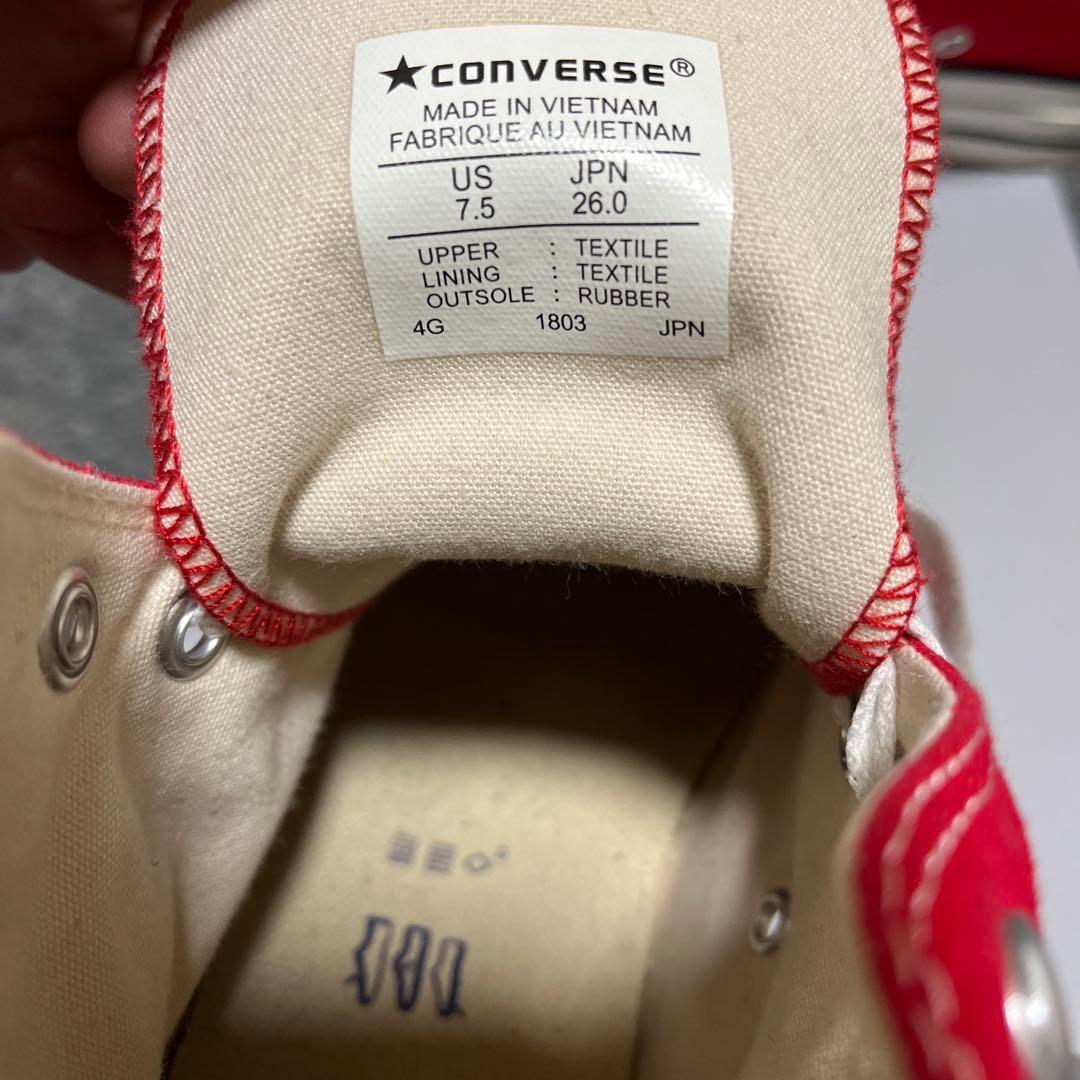 ★CONVERSE®
MADE IN VIETNAM
FABRIQUE AU VIETNAM
US JPN
7.5 26.0
UPPER : TEXTILE
LINING : TEXTILE
OUTSOLE : RUBBER
4G 1803 JPN